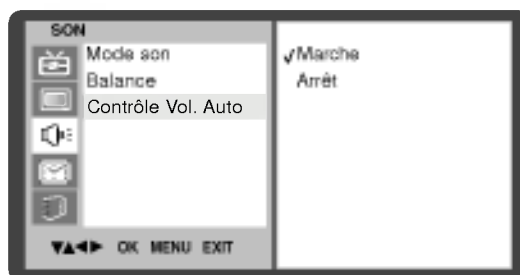 SON
Mode son
Balance
Contrôle Vol. Auto
✓Marche
Arrêt
▼▲◀▶ OK MENU EXIT